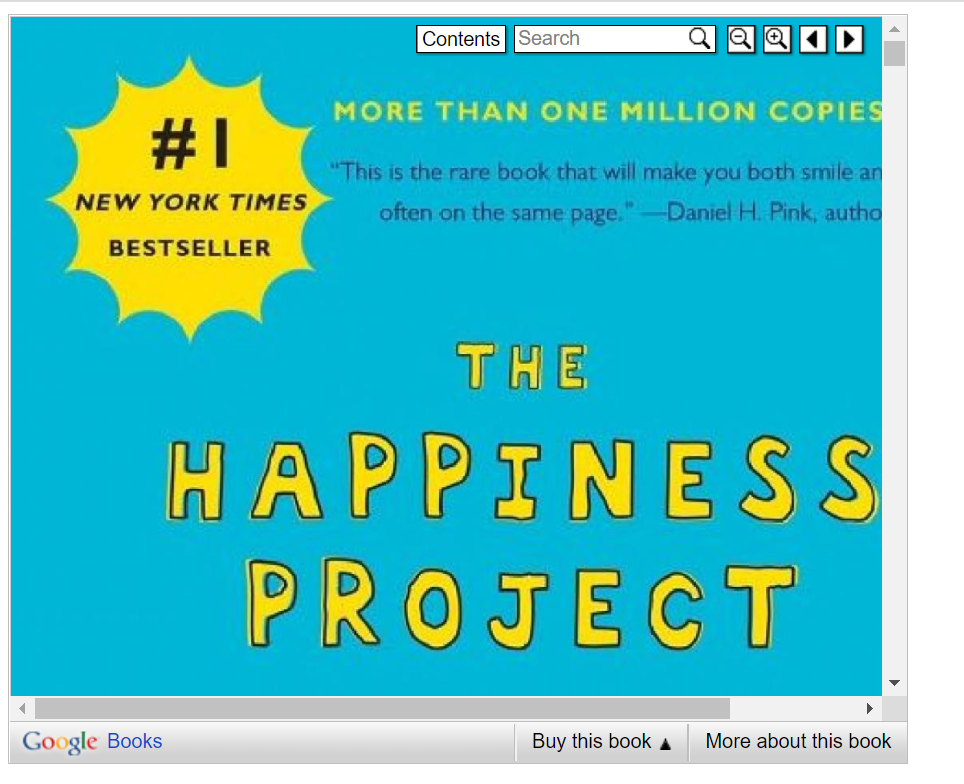 Contents Search
MORE THAN ONE MILLION COPIES
"This is the rare book that will make you both smile an
often on the same page." —Daniel H. Pink, autho
#1
NEW YORK TIMES
BESTSELLER
THE
HAPPINESS
PROJECT
Google Books Buy this book ▲ More about this book